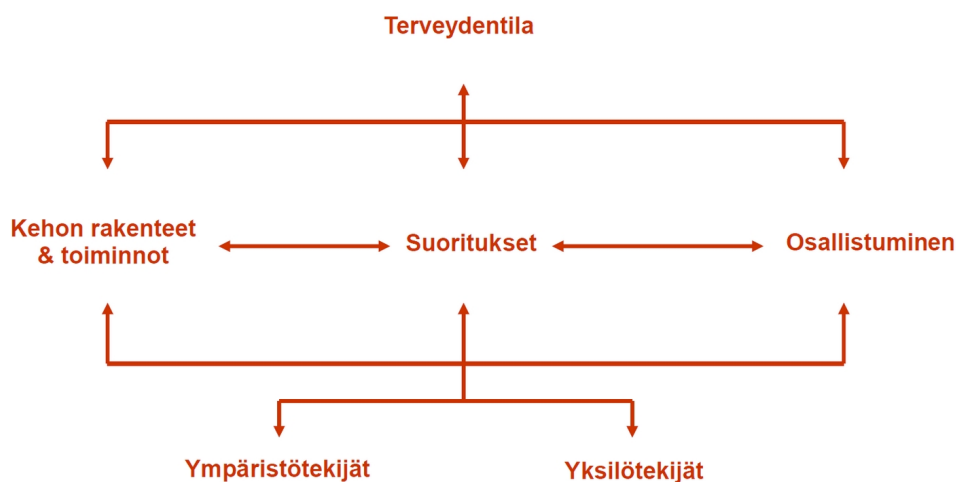 Terveydentila
Kehon rakenteet
& toiminnot
Suoritukset
Osallistuminen
Ympäristötekijät
Yksilötekijät